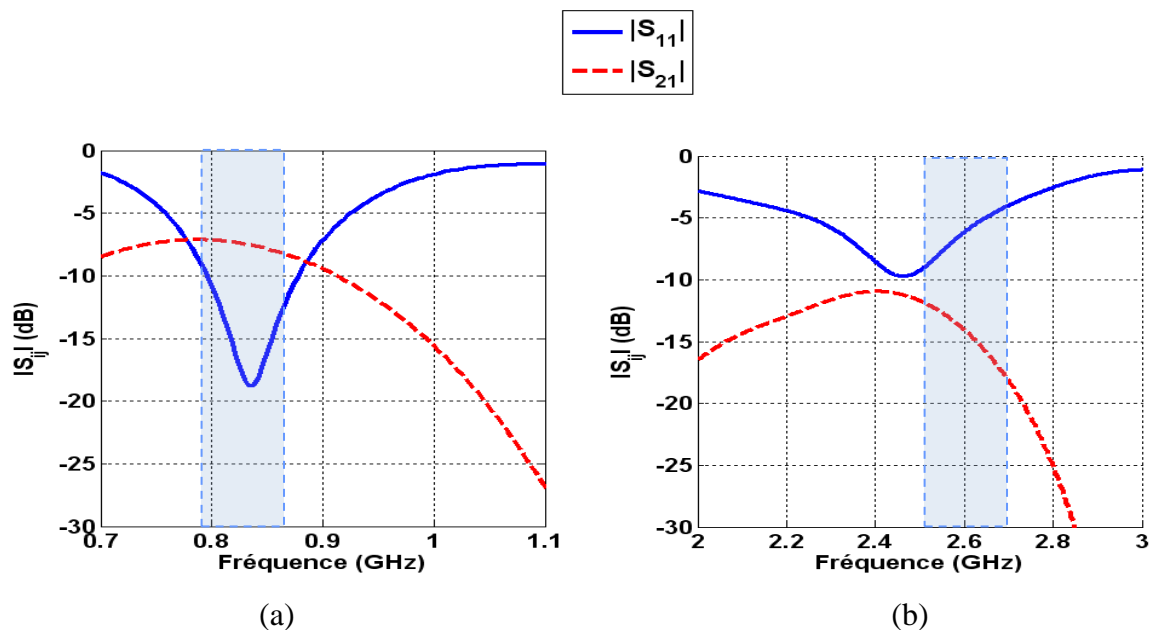 |S11|
|S21|
0
-5
-10
-15
-20
-25
-30
|Sij| (dB)
0.7 0.8 0.9 1 1.1
Fréquence (GHz)
(a)
0
-5
-10
-15
-20
-25
-30
|Sij| (dB)
2 2.2 2.4 2.6 2.8 3
Fréquence (GHz)
(b)